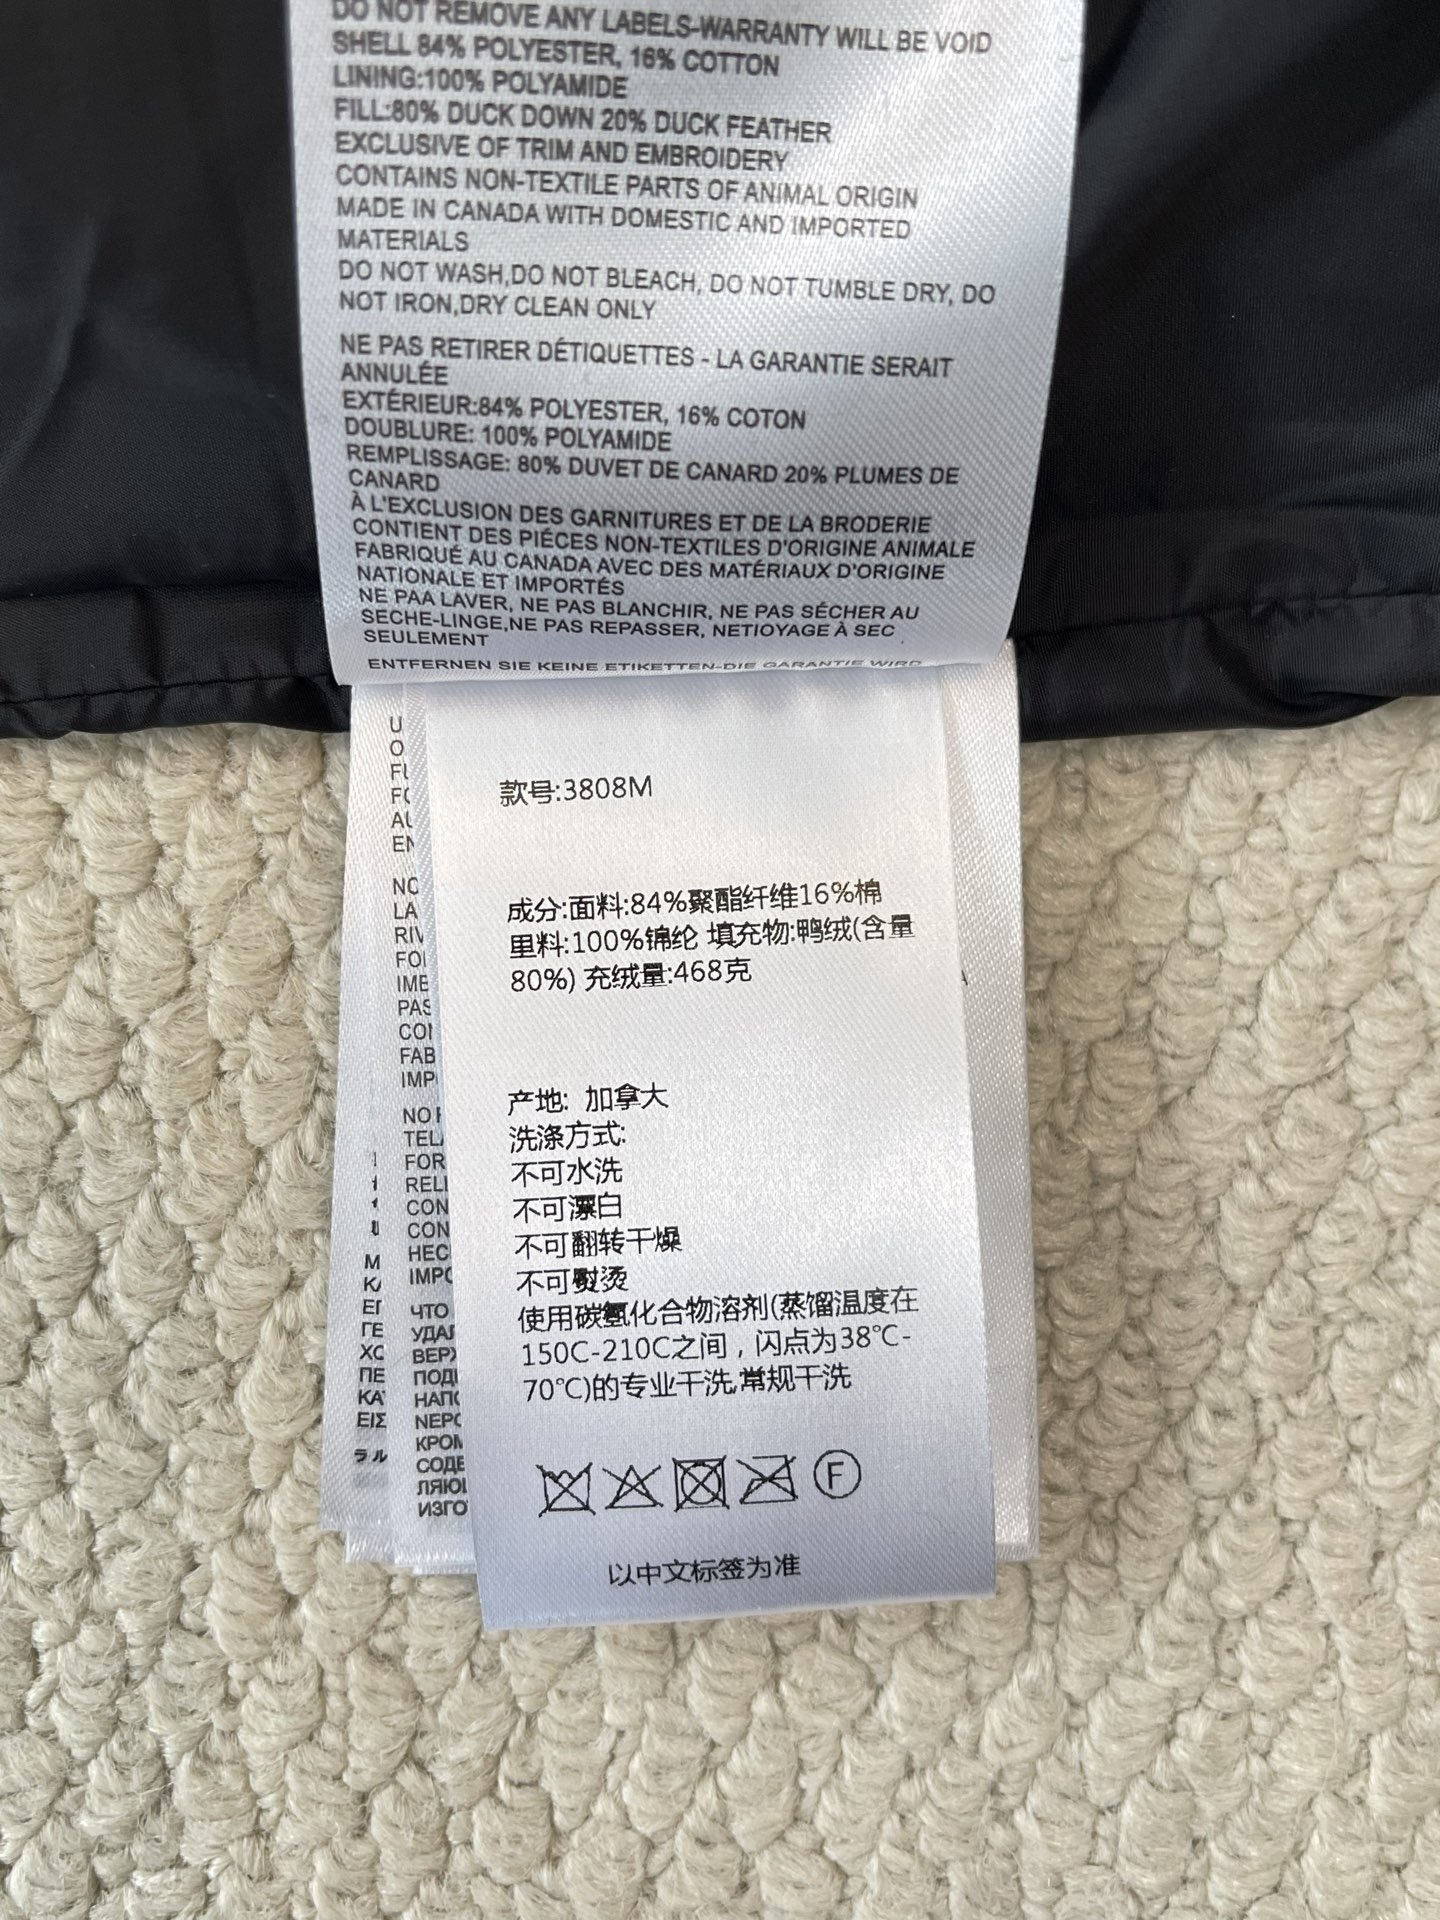 DO NOT REMOVE ANY LABELS-WARRANTY WILL BE VOID
SHELL 84% POLYESTER, 16% COTTON
LINING:100% POLYAMIDE
FILL:80% DUCK DOWN 20% DUCK FEATHER
EXCLUSIVE OF TRIM AND EMBROIDERY
CONTAINS NON-TEXTILE PARTS OF ANIMAL ORIGIN
MADE IN CANADA WITH DOMESTIC AND IMPORTED
MATERIALS
DO NOT WASH,DO NOT BLEACH, DO NOT TUMBLE DRY, DO
NOT IRON,DRY CLEAN ONLY
NE PAS RETIRER DÉTIQUETTES - LA GARANTIE SERAIT
ANNULÉE
EXTÉRIEUR:84% POLYESTER, 16% COTON
DOUBLURE: 100% POLYAMIDE
REMPLISSAGE: 80% DUVET DE CANARD 20% PLUMES DE
CANARD
À L'EXCLUSION DES GARNITURES ET DE LA BRODERIE
CONTIENT DES PIÉCES NON-TEXTILES D'ORIGINE ANIMALE
FABRIQUÉ AU CANADA AVEC DES MATÉRIAUX D'ORIGINE
NATIONALE ET IMPORTÉS
NE PAA LAVER, NE PAS BLANCHIR, NE PAS SÉCHER AU
SECHE-LINGE,NE PAS REPASSER, NETIOYAGE À SEC
SEULEMENT
ENTFERNEN SIE KEINE ETIKETTEN-DIE GARANTIE WIRD
款号:3808M
成分:面料:84%聚酯纤维16%棉
里料:100%锦纶 填充物:鸭绒(含量
80%) 充绒量:468克
产地: 加拿大
洗涤方式:
不可水洗
不可漂白
不可翻转干燥
不可熨烫
使用碳氢化合物溶剂(蒸馏温度在
150C-210C之间，闪点为38℃-
70℃)的专业干洗,常规干洗
F
以中文标签为准